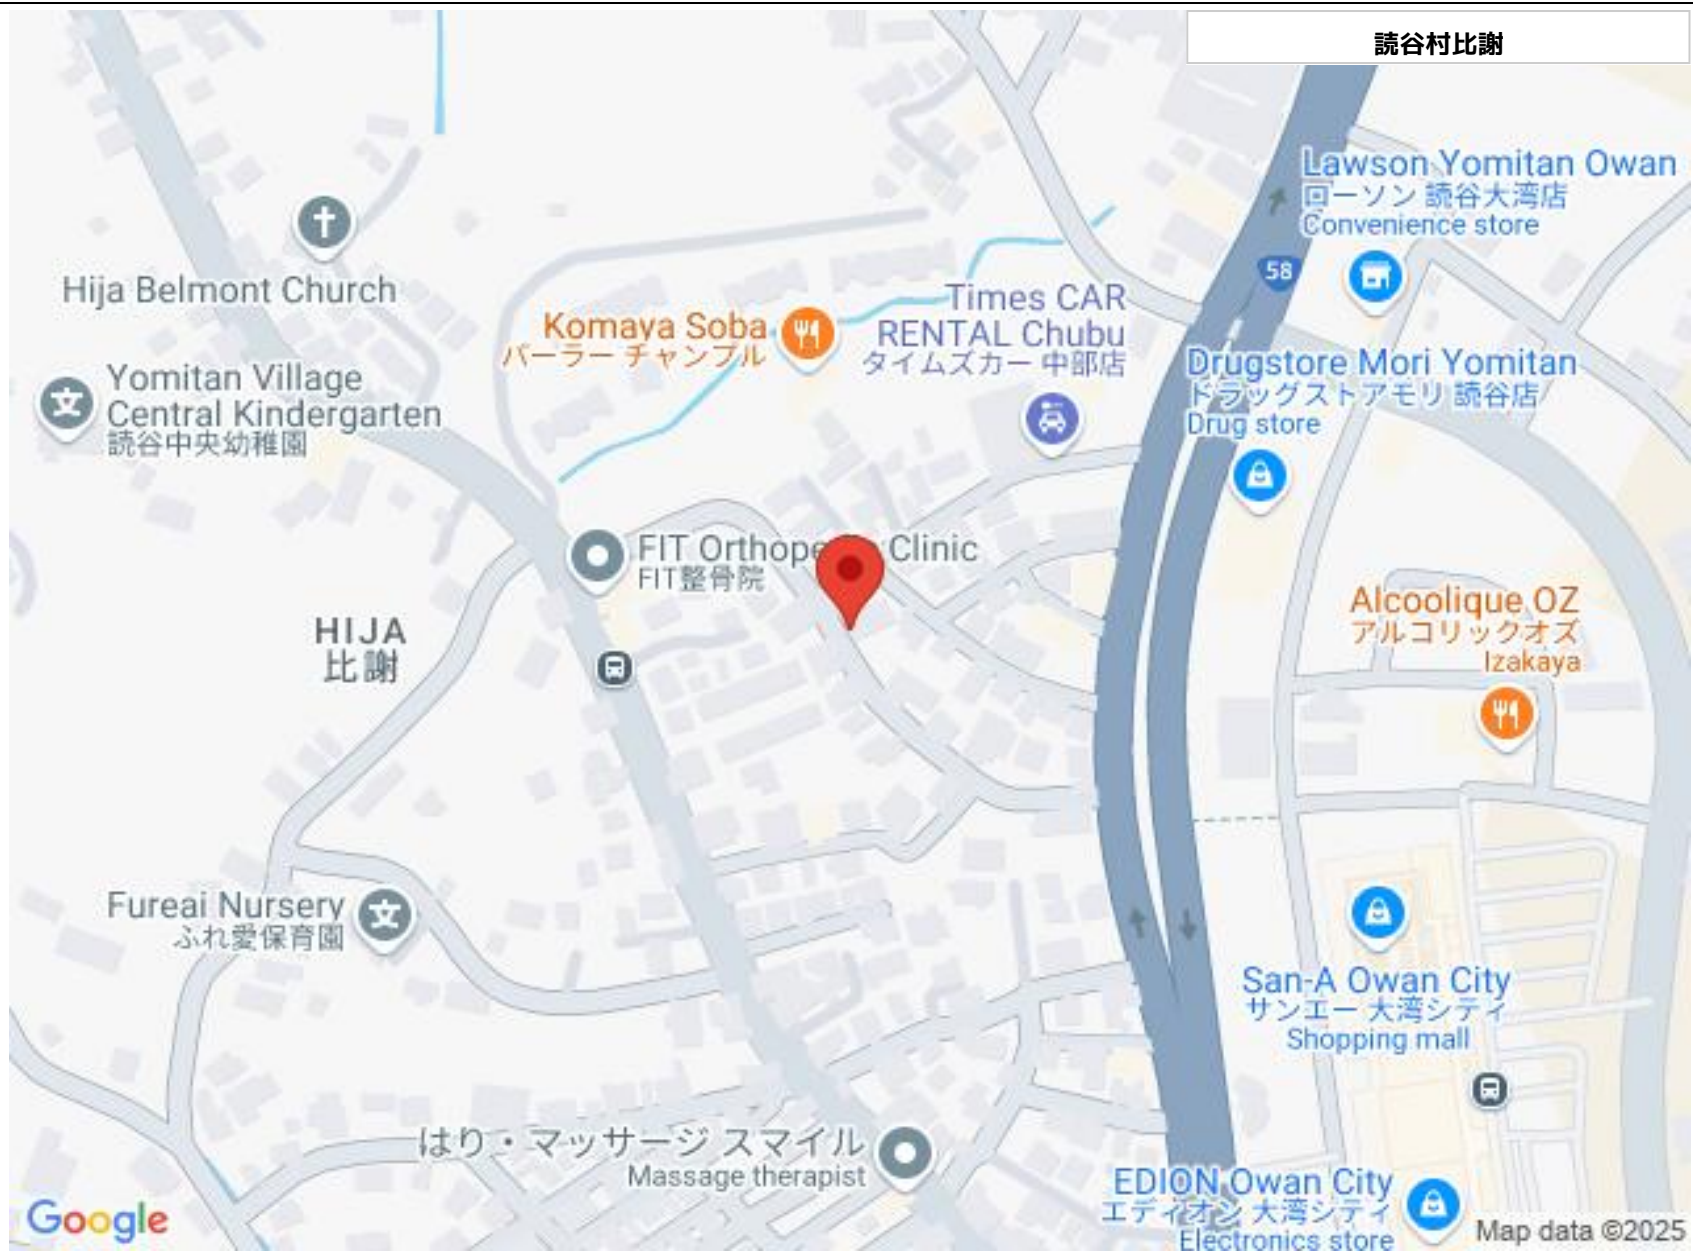 読谷村比謝
Lawson Yomitan Owan
ローソン 読谷大湾店
Convenience store
58
Hija Belmont Church
Times CAR
RENTAL Chubu
タイムズカー 中部店
Komaya Soba
パーラー チャンプル
Drugstore Mori Yomitan
ドラッグストアモリ 読谷店
Drug store
Yomitan Village
Central Kindergarten
読谷中央幼稚園
FIT Orthope Clinic
FIT整骨院
HIJA
比謝
Alcoolique OZ
アルコリックオズ
Izakaya
Fureai Nursery
ふれ愛保育園
San-A Owan City
サンエー 大湾シティ
Shopping mall
はり・マッサージ スマイル
Massage therapist
EDION Owan City
エディオン 大湾シティ
Electronics store
Google
Map data ©2025